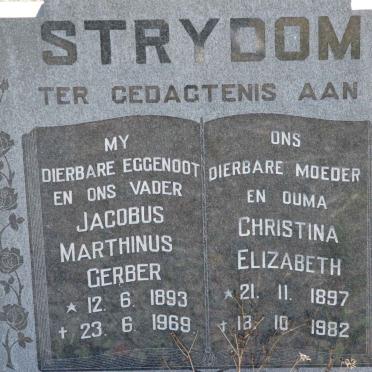 STRYDOM
TER GEDAGTENIS AAN
MY
DIERBARE EGGENOOT
EN ONS VADER
JACOBUS
MARTHINUS
GERBER
* 12. 6. 1893
+ 23. 6. 1969
ONS
DIERBARE MOEDER
EN OUMA
CHRISTINA
ELIZABETH
* 21. 11. 1897
+ 18. 10. 1982